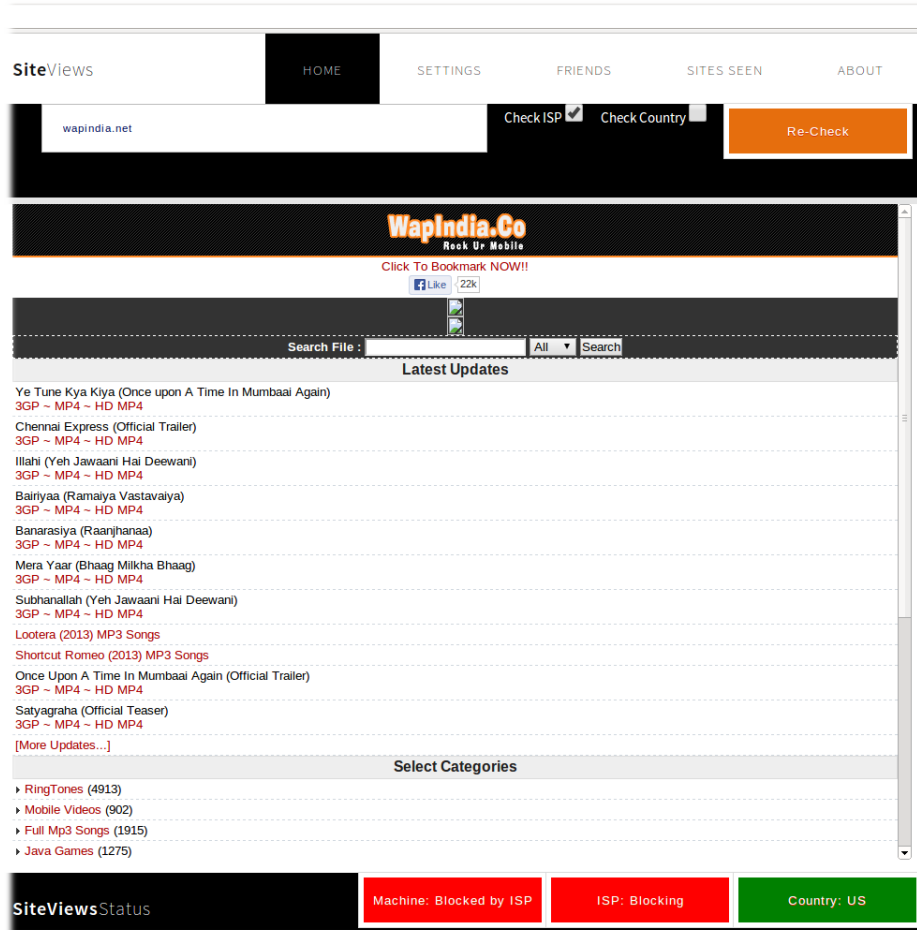 SiteViews
HOME SETTINGS FRIENDS SITES SEEN ABOUT
wapindia.net
Check ISP Check Country
Re-Check
WapIndia.Co
Rock Ur Mobile
Click To Bookmark NOW!!
Like 22k
Search File : All Search
Latest Updates
Ye Tune Kya Kiya (Once upon A Time In Mumbaai Again)
3GP ~ MP4 ~ HD MP4
Chennai Express (Official Trailer)
3GP ~ MP4 ~ HD MP4
Illahi (Yeh Jawaani Hai Deewani)
3GP ~ MP4 ~ HD MP4
Bairiyaa (Ramaiya Vastavaiya)
3GP ~ MP4 ~ HD MP4
Banarasiya (Raanjhanaa)
3GP ~ MP4 ~ HD MP4
Mera Yaar (Bhaag Milkha Bhaag)
3GP ~ MP4 ~ HD MP4
Subhanallah (Yeh Jawaani Hai Deewani)
3GP ~ MP4 ~ HD MP4
Lootera (2013) MP3 Songs
Shortcut Romeo (2013) MP3 Songs
Once Upon A Time In Mumbaai Again (Official Trailer)
3GP ~ MP4 ~ HD MP4
Satyagraha (Official Teaser)
3GP ~ MP4 ~ HD MP4
[More Updates...]
Select Categories
RingTones (4913)
Mobile Videos (902)
Full Mp3 Songs (1915)
Java Games (1275)
SiteViewsStatus
Machine: Blocked by ISP
ISP: Blocking
Country: US